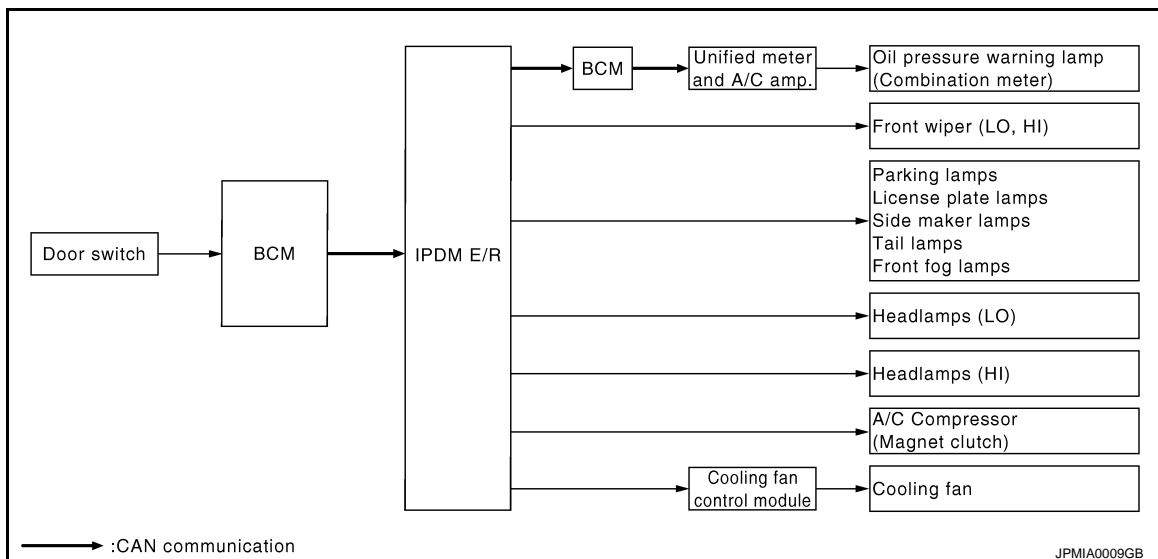 Door switch
BCM
IPDM E/R
BCM
Unified meter
and A/C amp.
Oil pressure warning lamp
(Combination meter)
Front wiper (LO, HI)
Parking lamps
License plate lamps
Side maker lamps
Tail lamps
Front fog lamps
Headlamps (LO)
Headlamps (HI)
A/C Compressor
(Magnet clutch)
Cooling fan
control module
Cooling fan
:CAN communication
JPMIA0009GB